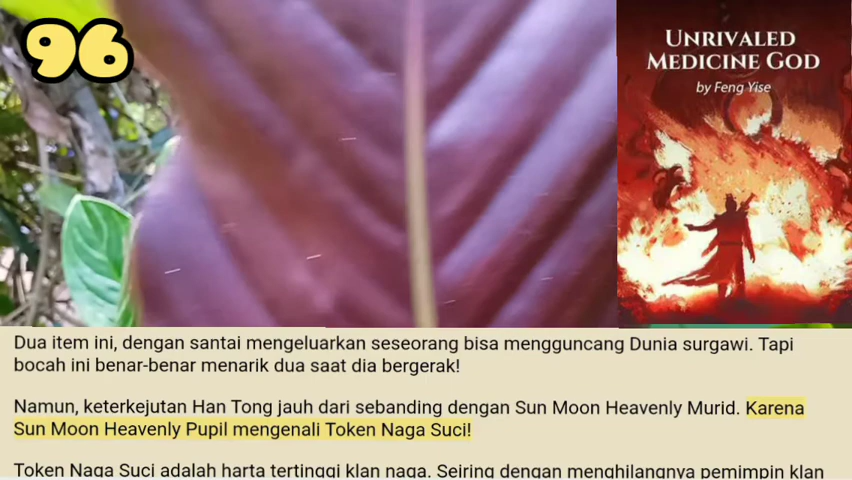 96
UNRIVALED
MEDICINE GOD
by Feng Yise
Dua item ini, dengan santai mengeluarkan seseorang bisa mengguncang Dunia surgawi. Tapi
bocah ini benar-benar menarik dua saat dia bergerak!
Namun, keterkejutan Han Tong jauh dari sebanding dengan Sun Moon Heavenly Murid. Karena
Sun Moon Heavenly Pupil mengenali Token Naga Suci!
Token Naga Suci adalah harta tertinggi klan naga. Seiring dengan menghilangnya pemimpin klan